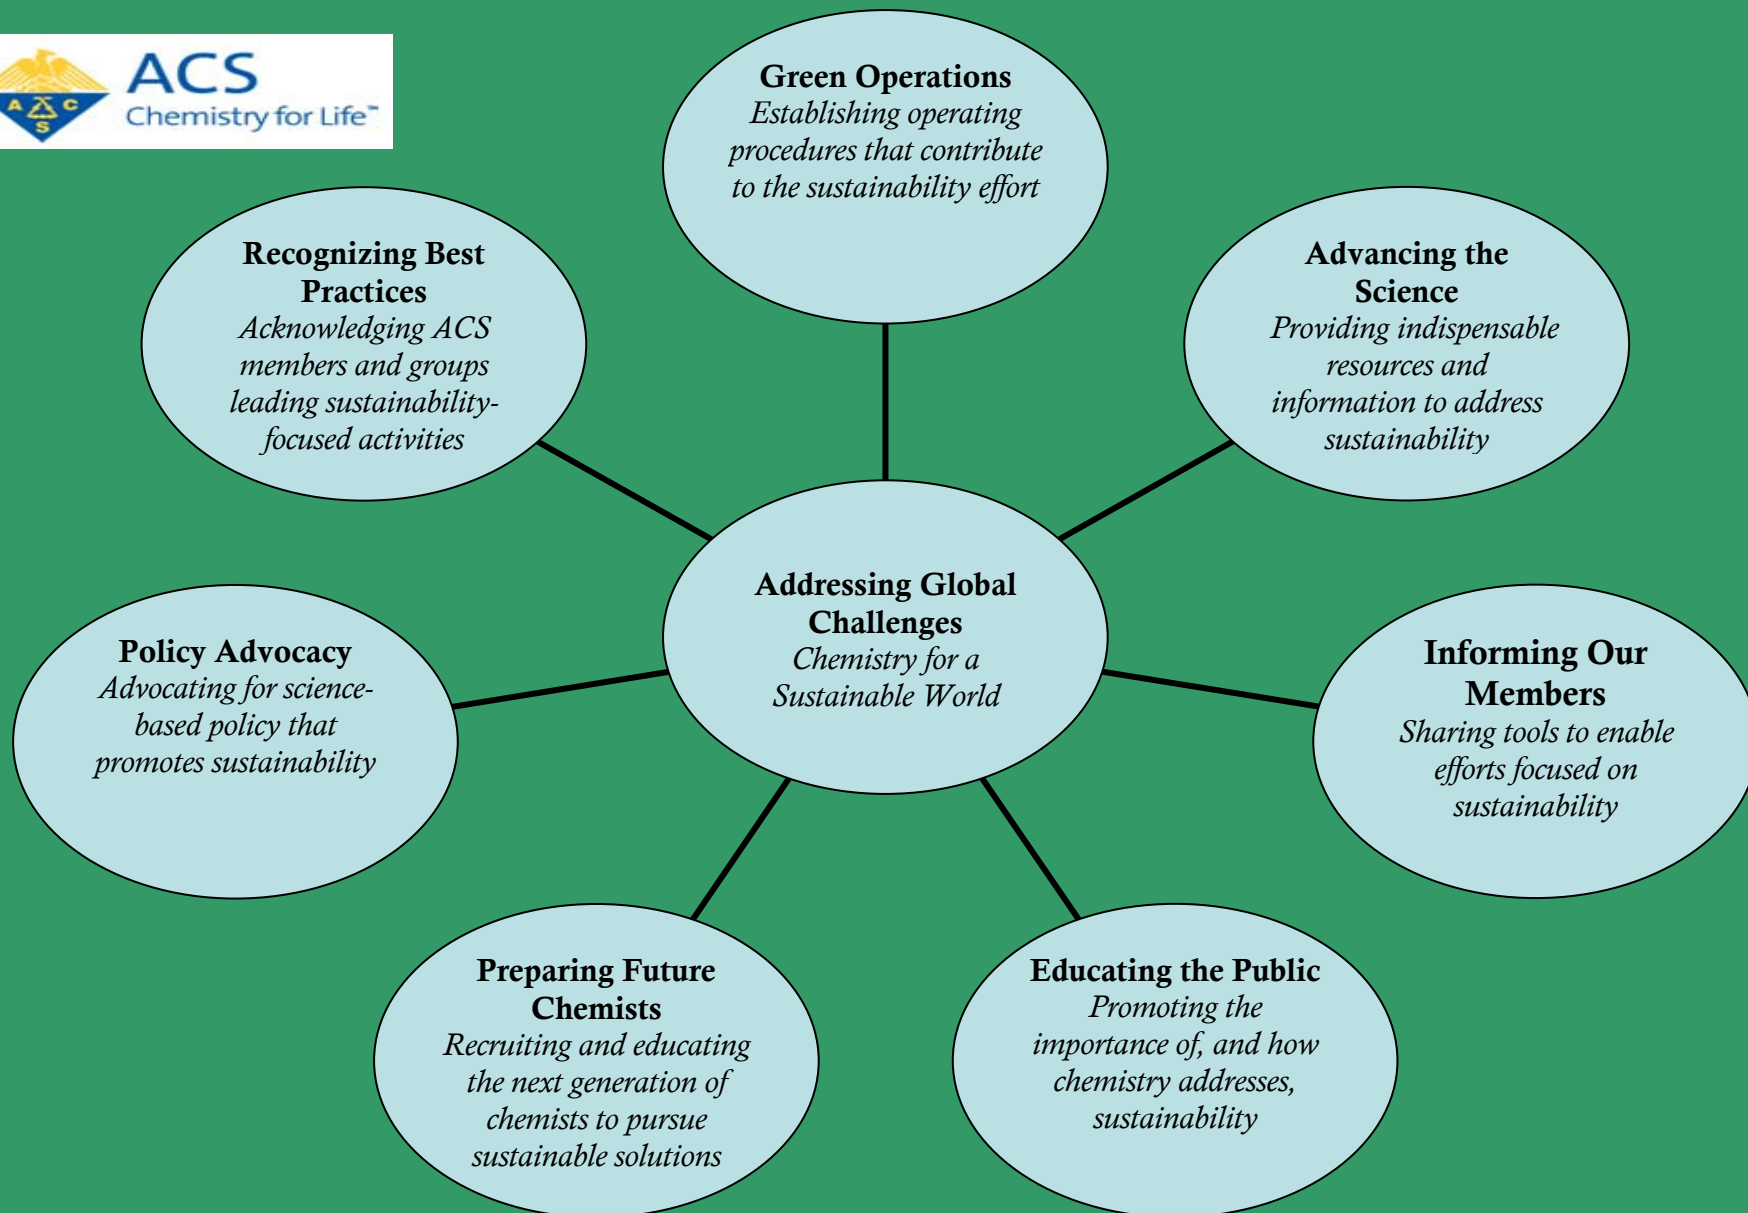 ACS
Chemistry for Life™
A C S
Green Operations
Establishing operating
procedures that contribute
to the sustainability effort
Recognizing Best
Practices
Acknowledging ACS
members and groups
leading sustainability-
focused activities
Advancing the
Science
Providing indispensable
resources and
information to address
sustainability
Addressing Global
Challenges
Chemistry for a
Sustainable World
Policy Advocacy
Advocating for science-
based policy that
promotes sustainability
Informing Our
Members
Sharing tools to enable
efforts focused on
sustainability
Preparing Future
Chemists
Recruiting and educating
the next generation of
chemists to pursue
sustainable solutions
Educating the Public
Promoting the
importance of, and how
chemistry addresses,
sustainability